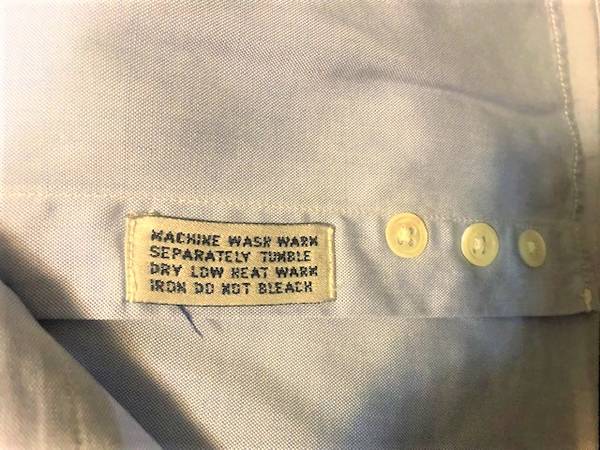 MACHINE WASH WARM
SEPARATELY TUMBLE
DRY LOW HEAT WARM
IRON DO NOT BLEACH